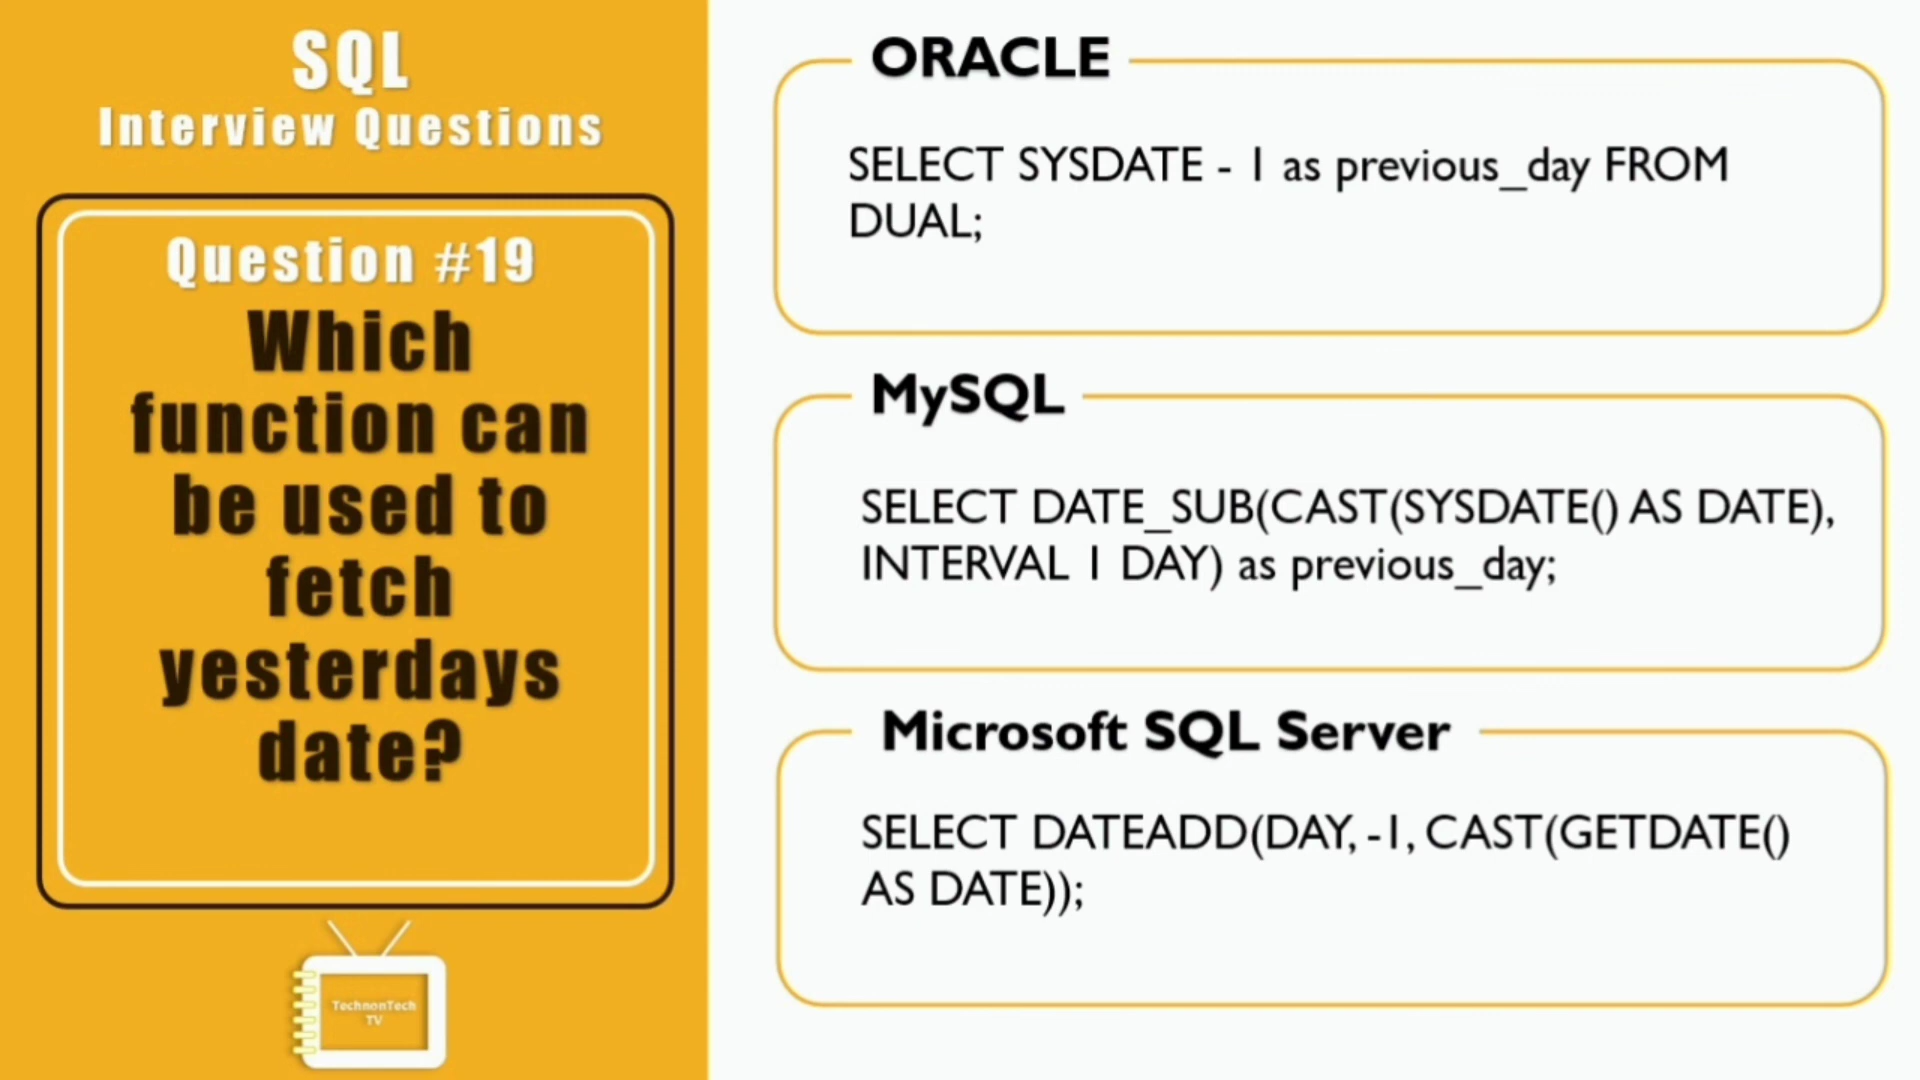 SQL
Interview Questions
Question #19
Which
function can
be used to
fetch
yesterdays
date?
TechnonTech
TV
ORACLE
SELECT SYSDATE - 1 as previous_day FROM
DUAL;
MySQL
SELECT DATE_SUB(CAST(SYSDATE() AS DATE),
INTERVAL 1 DAY) as previous_day;
Microsoft SQL Server
SELECT DATEADD(DAY, -1, CAST(GETDATE()
AS DATE));